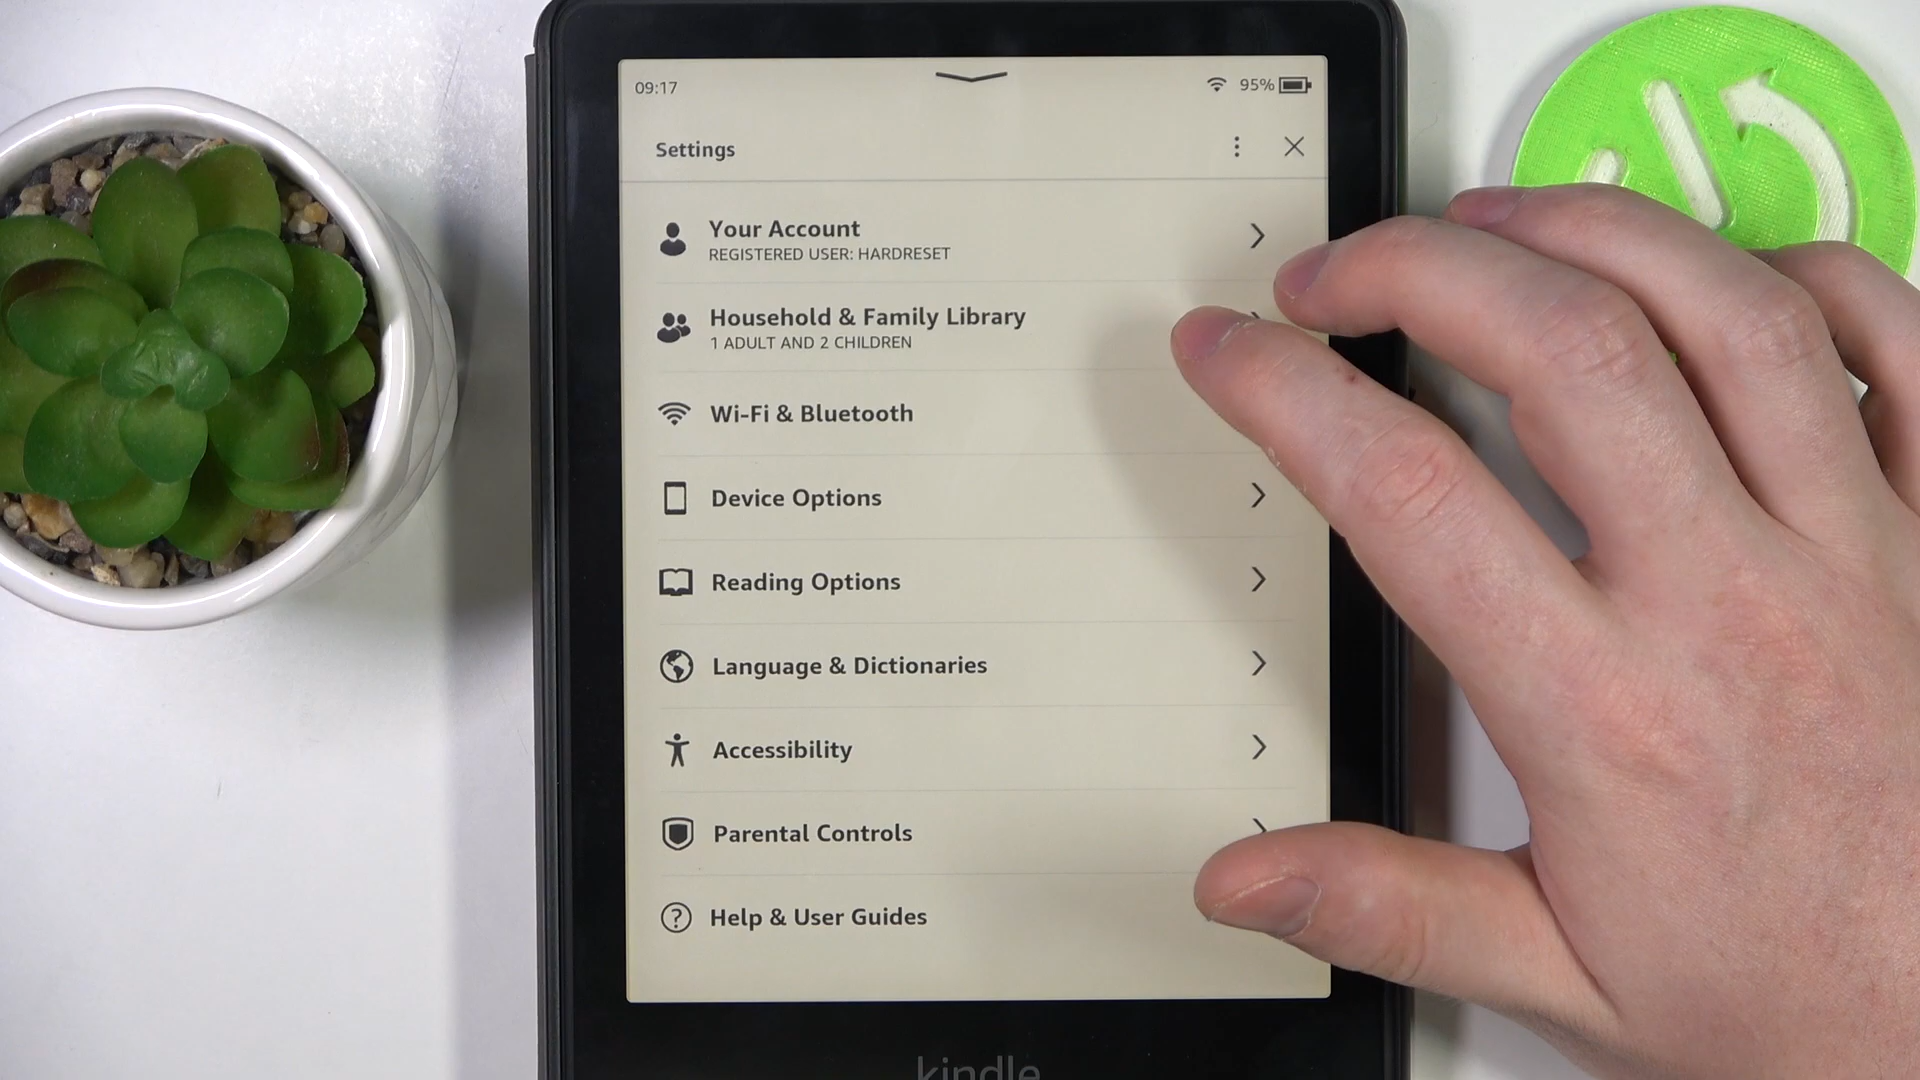 09:17
95%
Settings
Your Account
REGISTERED USER: HARDRESET
Household & Family Library
1 ADULT AND 2 CHILDREN
Wi-Fi & Bluetooth
Device Options
Reading Options
Language & Dictionaries
Accessibility
Parental Controls
? Help & User Guides
kindle